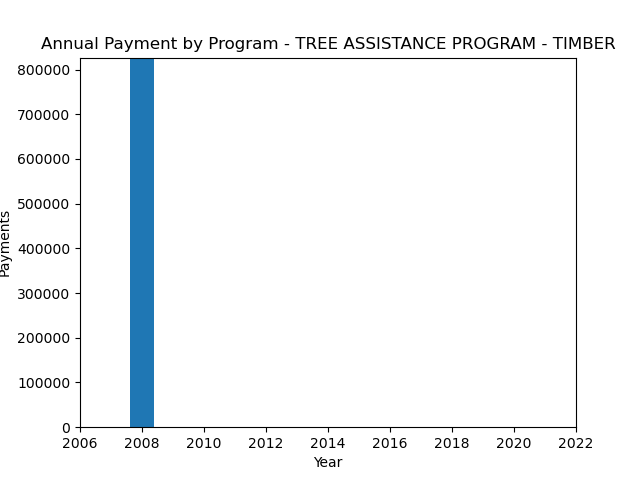 Annual Payment by Program - TREE ASSISTANCE PROGRAM - TIMBER
800000
700000
600000
500000
400000
300000
200000
100000
0
Payments
2006 2008 2010 2012 2014 2016 2018 2020 2022
Year